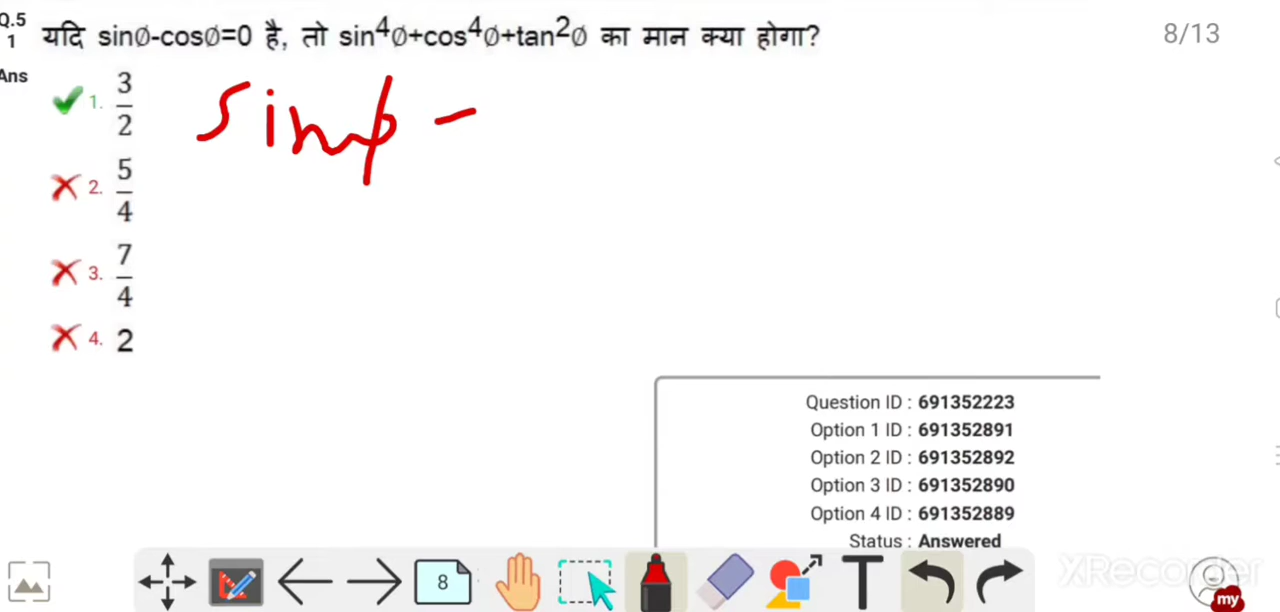 Q.5 यदि sinØ-cosØ=0 है, तो sin⁴Ø+cos⁴Ø+tan²Ø का मान क्या होगा? 8/13
1
Ans
1. 3/2
sinø -
2. 5/4
3. 7/4
4. 2
Question ID : 691352223
Option 1 ID : 691352891
Option 2 ID : 691352892
Option 3 ID : 691352890
Option 4 ID : 691352889
Status : Answered
8
T
XRecorder
my